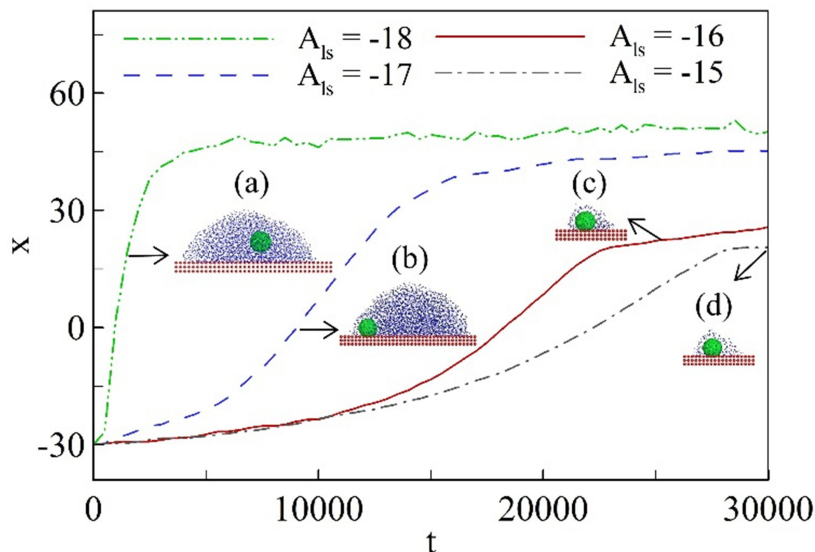 A_ls = -18
A_ls = -16
A_ls = -17
A_ls = -15
60
30
0
-30
x
(a)
(b)
(c)
(d)
0
10000
20000
30000
t